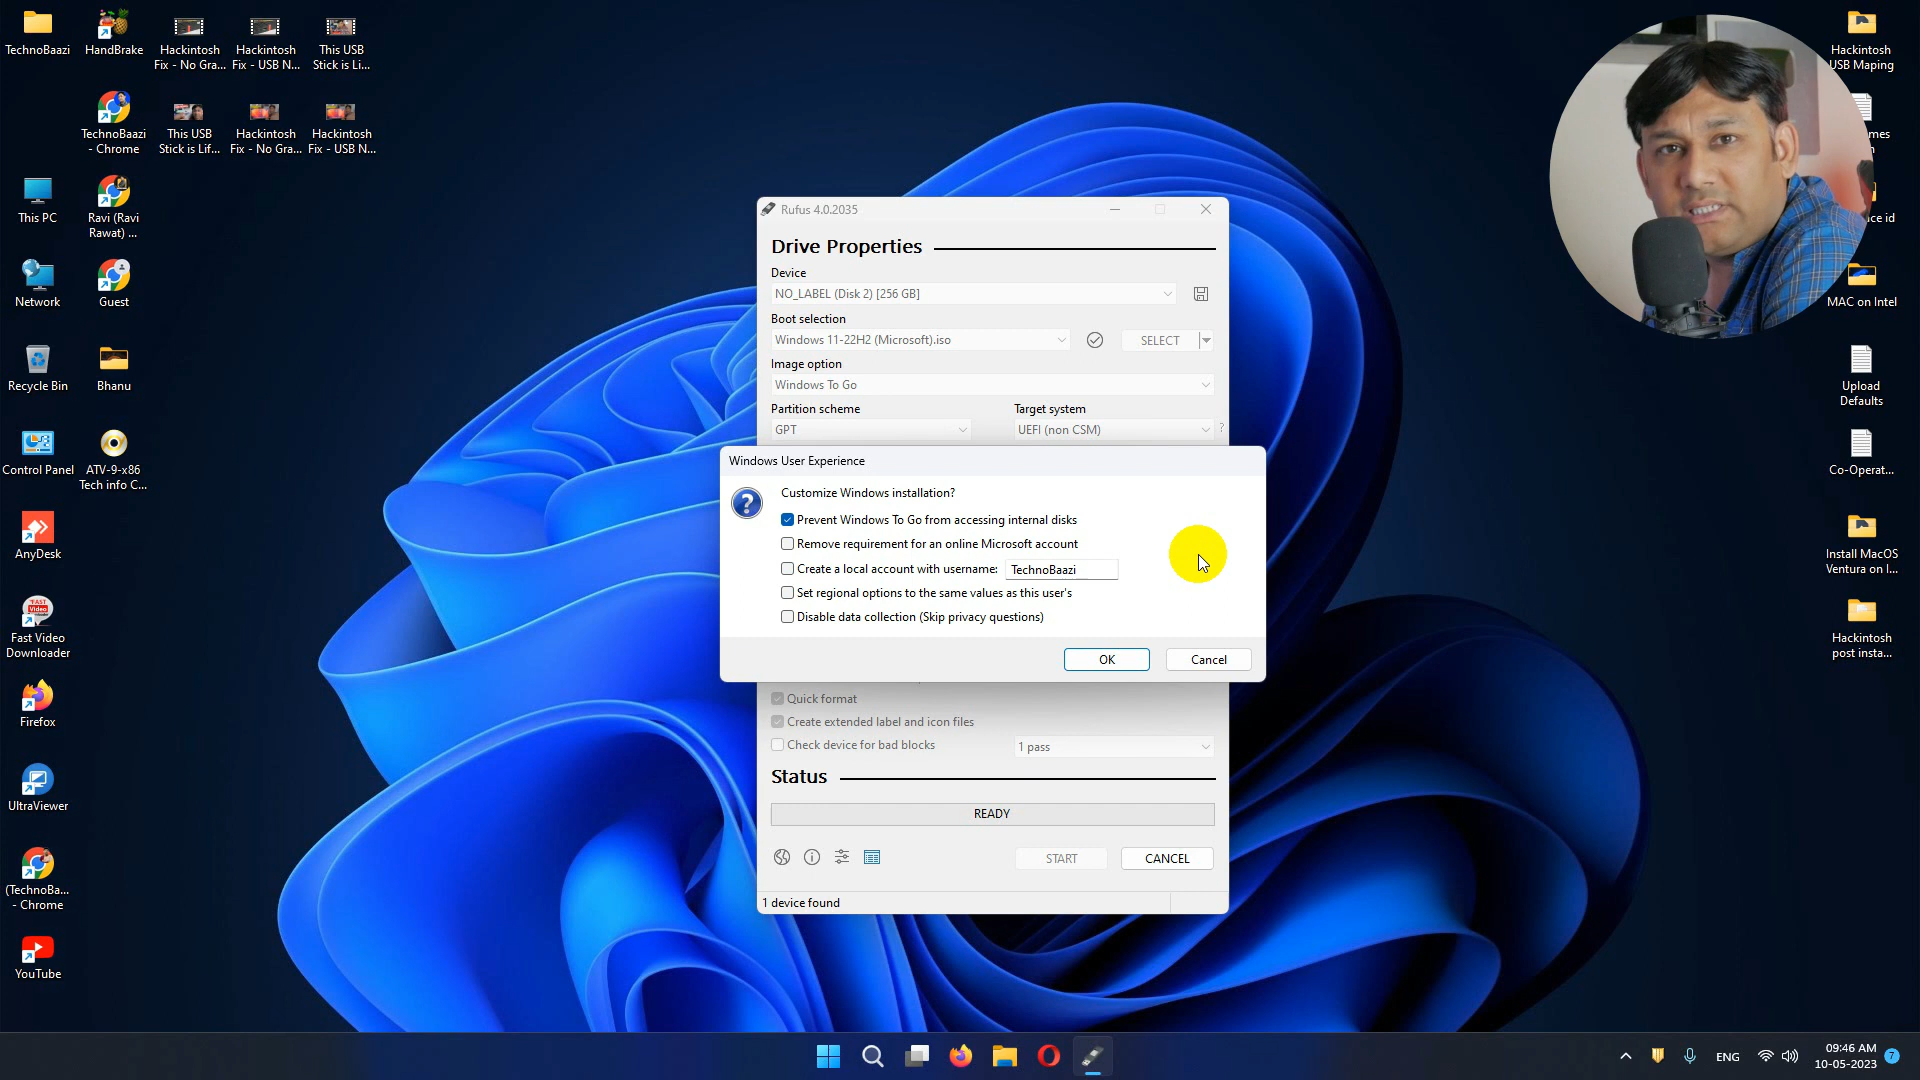 TechnoBaazi
HandBrake
Hackintosh
Fix - No Gra...
Hackintosh
Fix - USB N...
This USB
Stick is Li...
TechnoBaazi
- Chrome
This USB
Stick is Lif...
Hackintosh
Fix - No Gra...
Hackintosh
Fix - USB N...
This PC
Ravi (Ravi
Rawat) ...
Network
Guest
Recycle Bin
Bhanu
Control Panel
ATV-9-x86
Tech info C...
AnyDesk
Fast Video
Downloader
Firefox
UltraViewer
(TechnoBa...
- Chrome
YouTube
Rufus 4.0.2035
Drive Properties
Device
NO_LABEL (Disk 2) [256 GB]
Boot selection
Windows 11-22H2 (Microsoft).iso
SELECT
Image option
Windows To Go
Partition scheme
Target system
GPT
UEFI (non CSM)
?
Windows User Experience
Customize Windows installation?
Prevent Windows To Go from accessing internal disks
Remove requirement for an online Microsoft account
Create a local account with username: TechnoBaazi
Set regional options to the same values as this user's
Disable data collection (Skip privacy questions)
OK
Cancel
Quick format
Create extended label and icon files
Check device for bad blocks
1 pass
Status
READY
START
CANCEL
1 device found
Hackintosh
USB Maping
MAC on Intel
Upload
Defaults
Co-Operat...
Install MacOS
Ventura on I...
Hackintosh
post insta...
ENG
09:46 AM
10-05-2023
7